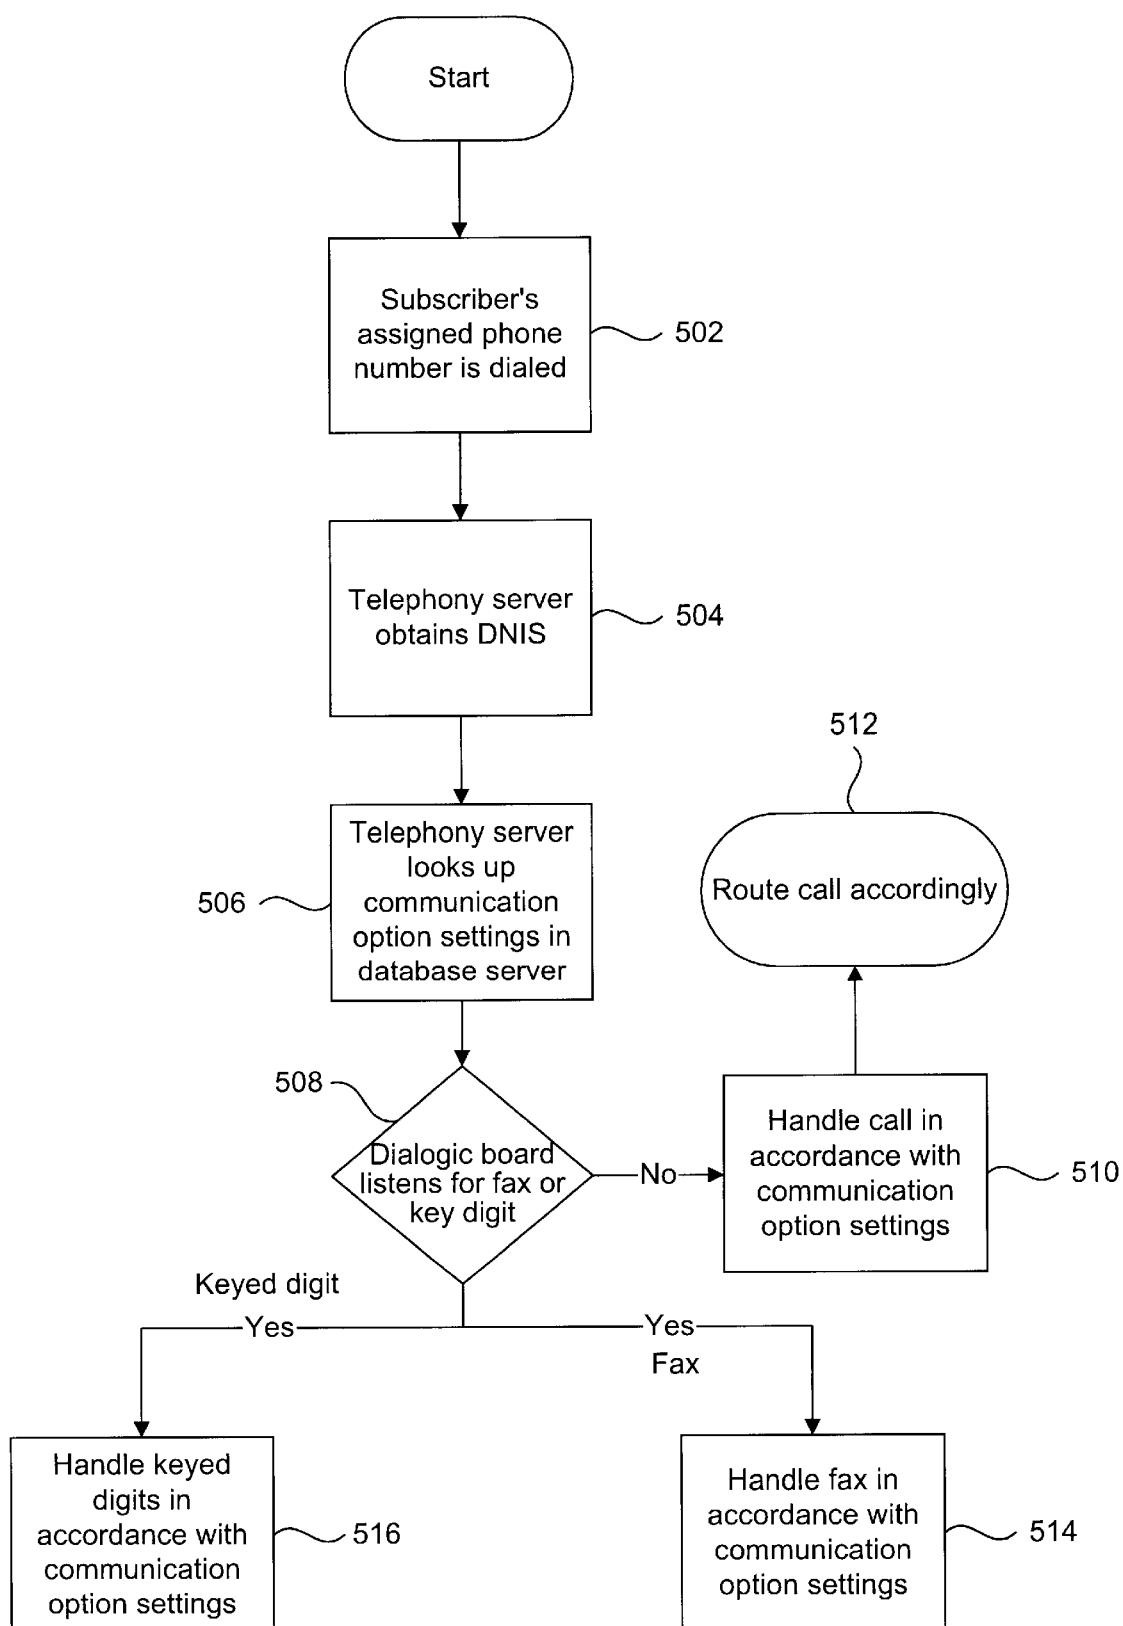 Start
Subscriber's
assigned phone
number is dialed
502
Telephony server
obtains DNIS
504
512
Telephony server
looks up
communication
option settings in
database server
506
Route call accordingly
508
Dialogic board
listens for fax or
key digit
No
Handle call in
accordance with
communication
option settings
510
Keyed digit
Yes
Yes
Fax
Handle keyed
digits in
accordance with
communication
option settings
516
Handle fax in
accordance with
communication
option settings
514